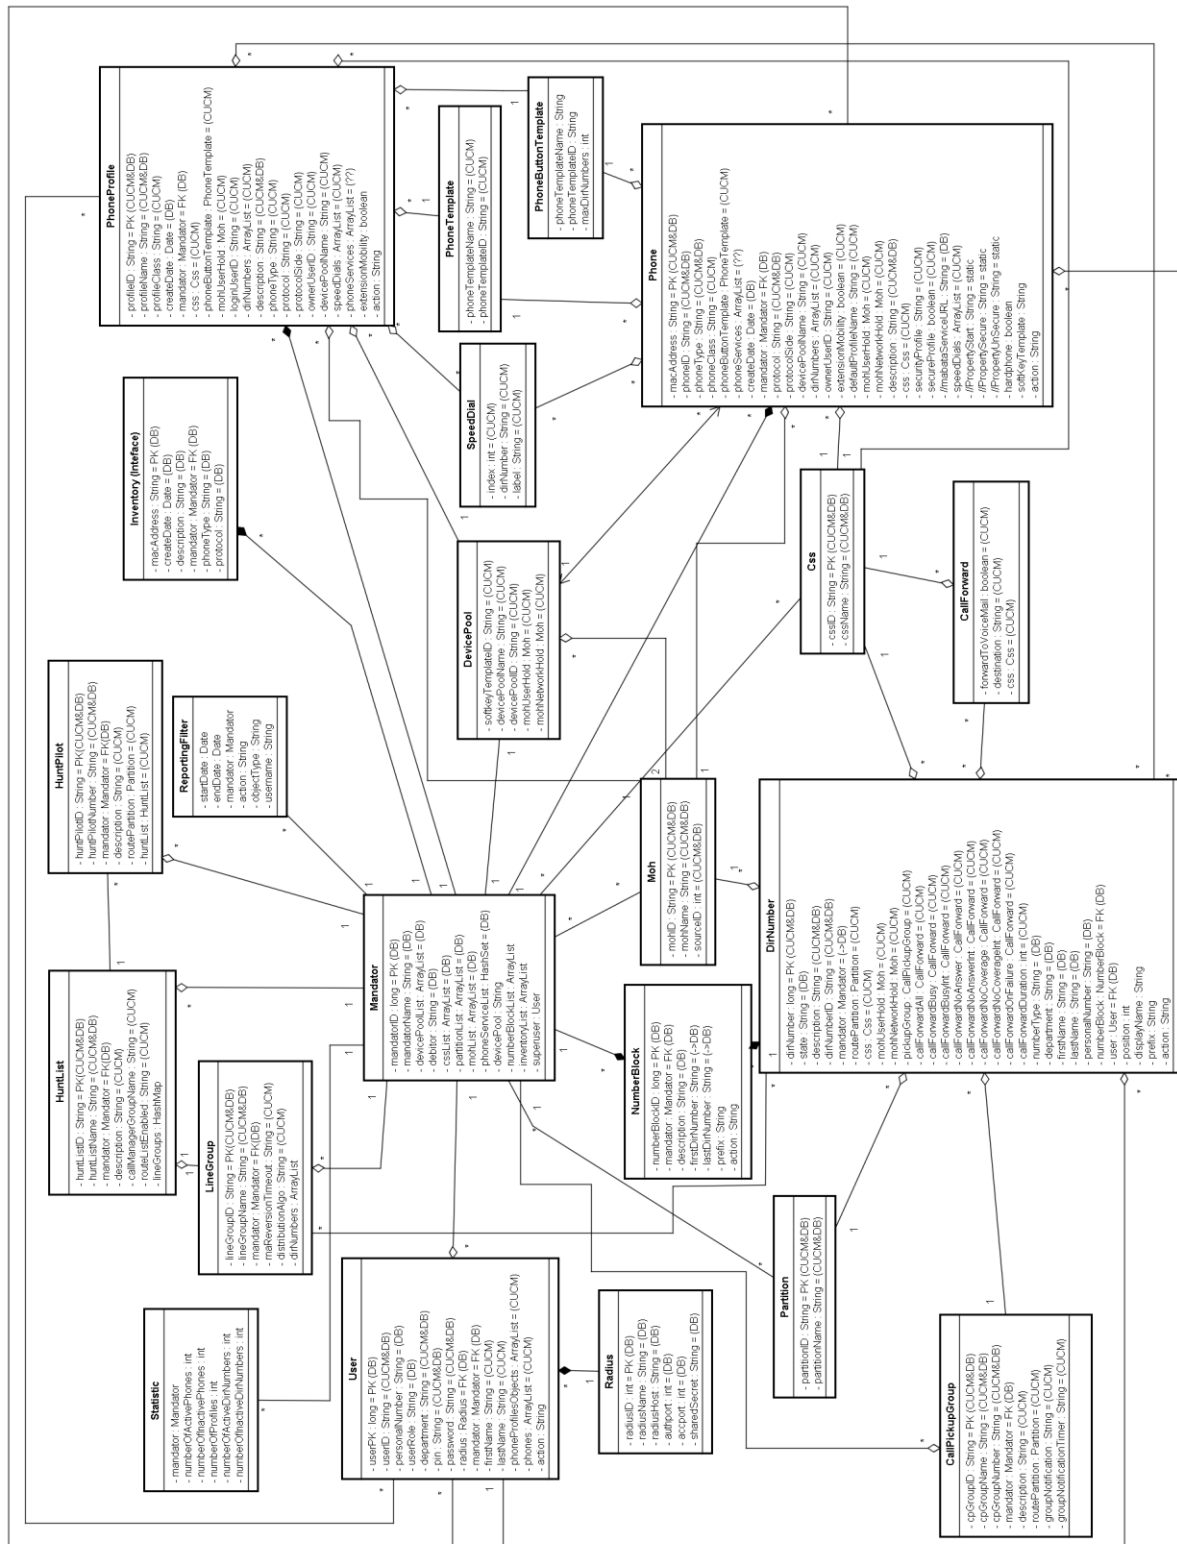 PhoneProfile
- profileID : String = PK (CUCM&DB)
- profileName : String = (CUCM&DB)
- profileClass : String = (CUCM)
- createDate : Date = (DB)
- mandator : Mandator = FK (DB)
- css : Css = (CUCM)
- phoneButtonTemplate : PhoneTemplate = (CUCM)
- mohUserHold : Moh = (CUCM)
- loginUserID : String = (CUCM)
- dirNumbers : ArrayList = (CUCM)
- description : String = (CUCM&DB)
- phoneType : String = (CUCM)
- protocol : String = (CUCM)
- protocolSide : String = (CUCM)
- ownerUserID : String = (CUCM)
- devicePoolName : String = (CUCM)
- speedDials : ArrayList = (CUCM)
- phoneServices : ArrayList = (??)
- extensionMobility : boolean
- action : String
PhoneTemplate
- phoneTemplateName : String = (CUCM)
- phoneTemplateID : String = (CUCM)
PhoneButtonTemplate
- phoneTemplateName : String
- phoneTemplateID : String
- maxDirNumbers : int
Phone
- macAddress : String = PK (CUCM&DB)
- phoneID : String = (CUCM&DB)
- phoneType : String = (CUCM&DB)
- phoneClass : String = (CUCM)
- phoneButtonTemplate : PhoneTemplate = (CUCM)
- phoneServices : ArrayList = (??)
- createDate : Date = (DB)
- mandator : Mandator = FK (DB)
- protocol : String = (CUCM&DB)
- protocolSide : String = (CUCM)
- devicePoolName : String = (CUCM)
- dirNumbers : ArrayList = (CUCM)
- ownerUserID : String = (CUCM)
- extensionMobility : boolean = (CUCM)
- defaultProfileName : String = (CUCM)
- mohUserHold : Moh = (CUCM)
- mohNetworkHold : Moh = (CUCM)
- description : String = (CUCM&DB)
- css : Css = (CUCM)
- securityProfile : String = (CUCM)
- secureProfile : boolean = (CUCM)
- //mabataServiceURL : String = (DB)
- speedDials : ArrayList = (CUCM)
- //PropertyStart : String = static
- //PropertySecure : String = static
- //PropertyUnSecure : String = static
- hardphone : boolean
- softKeyTemplate : String
- action : String
Inventory (Inteface)
- macAddress : String = PK (DB)
- createDate : Date = (DB)
- description : String = (DB)
- mandator : Mandator = FK (DB)
- phoneType : String = (DB)
- protocol : String = (DB)
SpeedDial
- index : int = (CUCM)
- dirNumber : String = (CUCM)
- label : String = (CUCM)
DevicePool
- softkeyTemplateID : String = (CUCM)
- devicePoolName : String = (CUCM)
- devicePoolID : String = (CUCM)
- mohUserHold : Moh = (CUCM)
- mohNetworkHold : Moh = (CUCM)
Css
- cssID : String = PK (CUCM&DB)
- cssName : String = (CUCM&DB)
CallForward
- forwardToVoiceMail : boolean = (CUCM)
- destination : String = (CUCM)
- css : Css = (CUCM)
HuntPilot
- huntPilotID : String = PK(CUCM&DB)
- huntPilotNumber : String = (CUCM&DB)
- mandator : Mandator = FK(DB)
- description : String = (CUCM)
- routePartition : Partition = (CUCM)
- huntList : HuntList = (CUCM)
ReportingFilter
- startDate : Date
- endDate : Date
- mandator : Mandator
- action : String
- objectType : String
- username : String
Mandator
- mandatorID : long = PK (DB)
- mandatorName : String = (DB)
- devicePoolList : ArrayList = (DB)
- debitor : String = (DB)
- cssList : ArrayList = (DB)
- partitionList : ArrayList = (DB)
- mohList : ArrayList = (DB)
- phoneServiceList : HashSet = (DB)
- devicePool : String
- numberBlockList : ArrayList
- inventoryList : ArrayList
- superuser : User
Moh
- mohID : String = PK (CUCM&DB)
- mohName : String = (CUCM&DB)
- sourceID : int = (CUCM&DB)
DirNumber
- dirNumber : long = PK (CUCM&DB)
- state : String = (DB)
- description : String = (CUCM&DB)
- dirNumberID : String = (CUCM&DB)
- mandator : Mandator = (->DB)
- routePartition : Partition = (CUCM)
- css : Css = (CUCM)
- mohUserHold : Moh = (CUCM)
- mohNetworkHold : Moh = (CUCM)
- pickupGroup : CallPickupGroup = (CUCM)
- callForwardAll : CallForward = (CUCM)
- callForwardBusy : CallForward = (CUCM)
- callForwardBusyInt : CallForward = (CUCM)
- callForwardNoAnswer : CallForward = (CUCM)
- callForwardNoAnswerInt : CallForward = (CUCM)
- callForwardNoCoverage : CallForward = (CUCM)
- callForwardNoCoverageInt : CallForward = (CUCM)
- callForwardOnFailure : CallForward = (CUCM)
- callForwardDuration : int = (CUCM)
- numberType : String = (DB)
- department : String = (DB)
- firstName : String = (DB)
- lastName : String = (DB)
- personalNumber : String = (DB)
- numberBlock : NumberBlock = FK (DB)
- user : User = FK (DB)
- position : int
- displayName : String
- prefix : String
- action : String
HuntList
- huntListID : String = PK(CUCM&DB)
- huntListName : String = (CUCM&DB)
- mandator : Mandator = FK(DB)
- description : String = (CUCM)
- callManagerGroupName : String = (CUCM)
- routeListEnabled : String = (CUCM)
- lineGroups : HashMap
LineGroup
- lineGroupID : String = PK(CUCM&DB)
- lineGroupName : String = (CUCM&DB)
- mandator : Mandator = FK(DB)
- rnaReversionTimeout : String = (CUCM)
- distributionAlgo : String = (CUCM)
- dirNumbers : ArrayList
NumberBlock
- numberBlockID : long = PK (DB)
- mandator : Mandator = FK (DB)
- description : String = (DB)
- firstDirNumber : String = (->DB)
- lastDirNumber : String = (->DB)
- prefix : String
- action : String
Statistic
- mandator : Mandator
- numberOfActivePhones : int
- numberOfInactivePhones : int
- numberOfProfiles : int
- numberOfActiveDirNumbers : int
- numberOfInactiveDirNumbers : int
User
- userPK : long = PK (DB)
- userID : String = (CUCM&DB)
- personalNumber : String = (DB)
- userRole : String = (DB)
- department : String = (CUCM&DB)
- pin : String = (CUCM&DB)
- password : String = (CUCM&DB)
- radius : Radius = FK (DB)
- mandator : Mandator = FK (DB)
- firstName : String = (CUCM)
- lastName : String = (CUCM)
- phoneProfilesObjects : ArrayList = (CUCM)
- phones : ArrayList = (CUCM)
- action : String
Radius
- radiusID : int = PK (DB)
- radiusName : String = (DB)
- radiusHost : String = (DB)
- authport : int = (DB)
- accport : int = (DB)
- sharedSecret : String = (DB)
Partition
- partitionID : String = PK (CUCM&DB)
- partitionName : String = (CUCM&DB)
CallPickupGroup
- cpGroupID : String = PK (CUCM&DB)
- cpGroupName : String = (CUCM&DB)
- cpGroupNumber : String = (CUCM&DB)
- mandator : Mandator = FK (DB)
- description : String = (CUCM)
- routePartition : Partition = (CUCM)
- groupNotification : String = (CUCM)
- groupNotificationTimer : String = (CUCM)